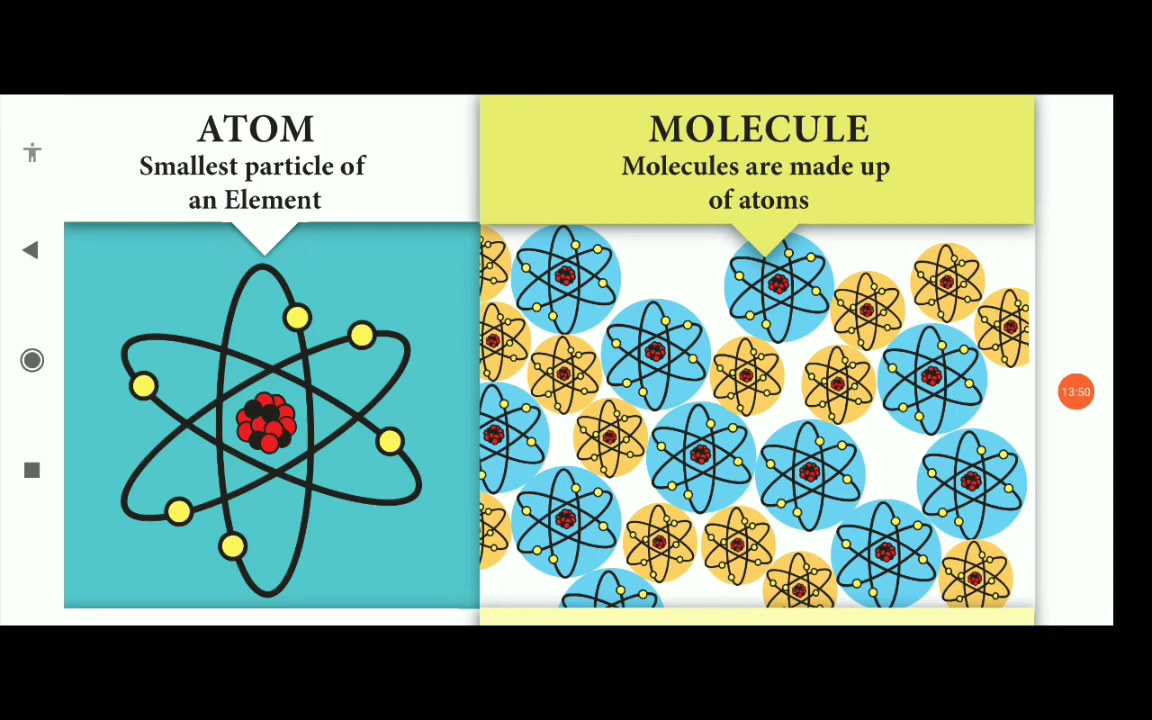 ATOM
Smallest particle of
an Element
MOLECULE
Molecules are made up
of atoms
13:50